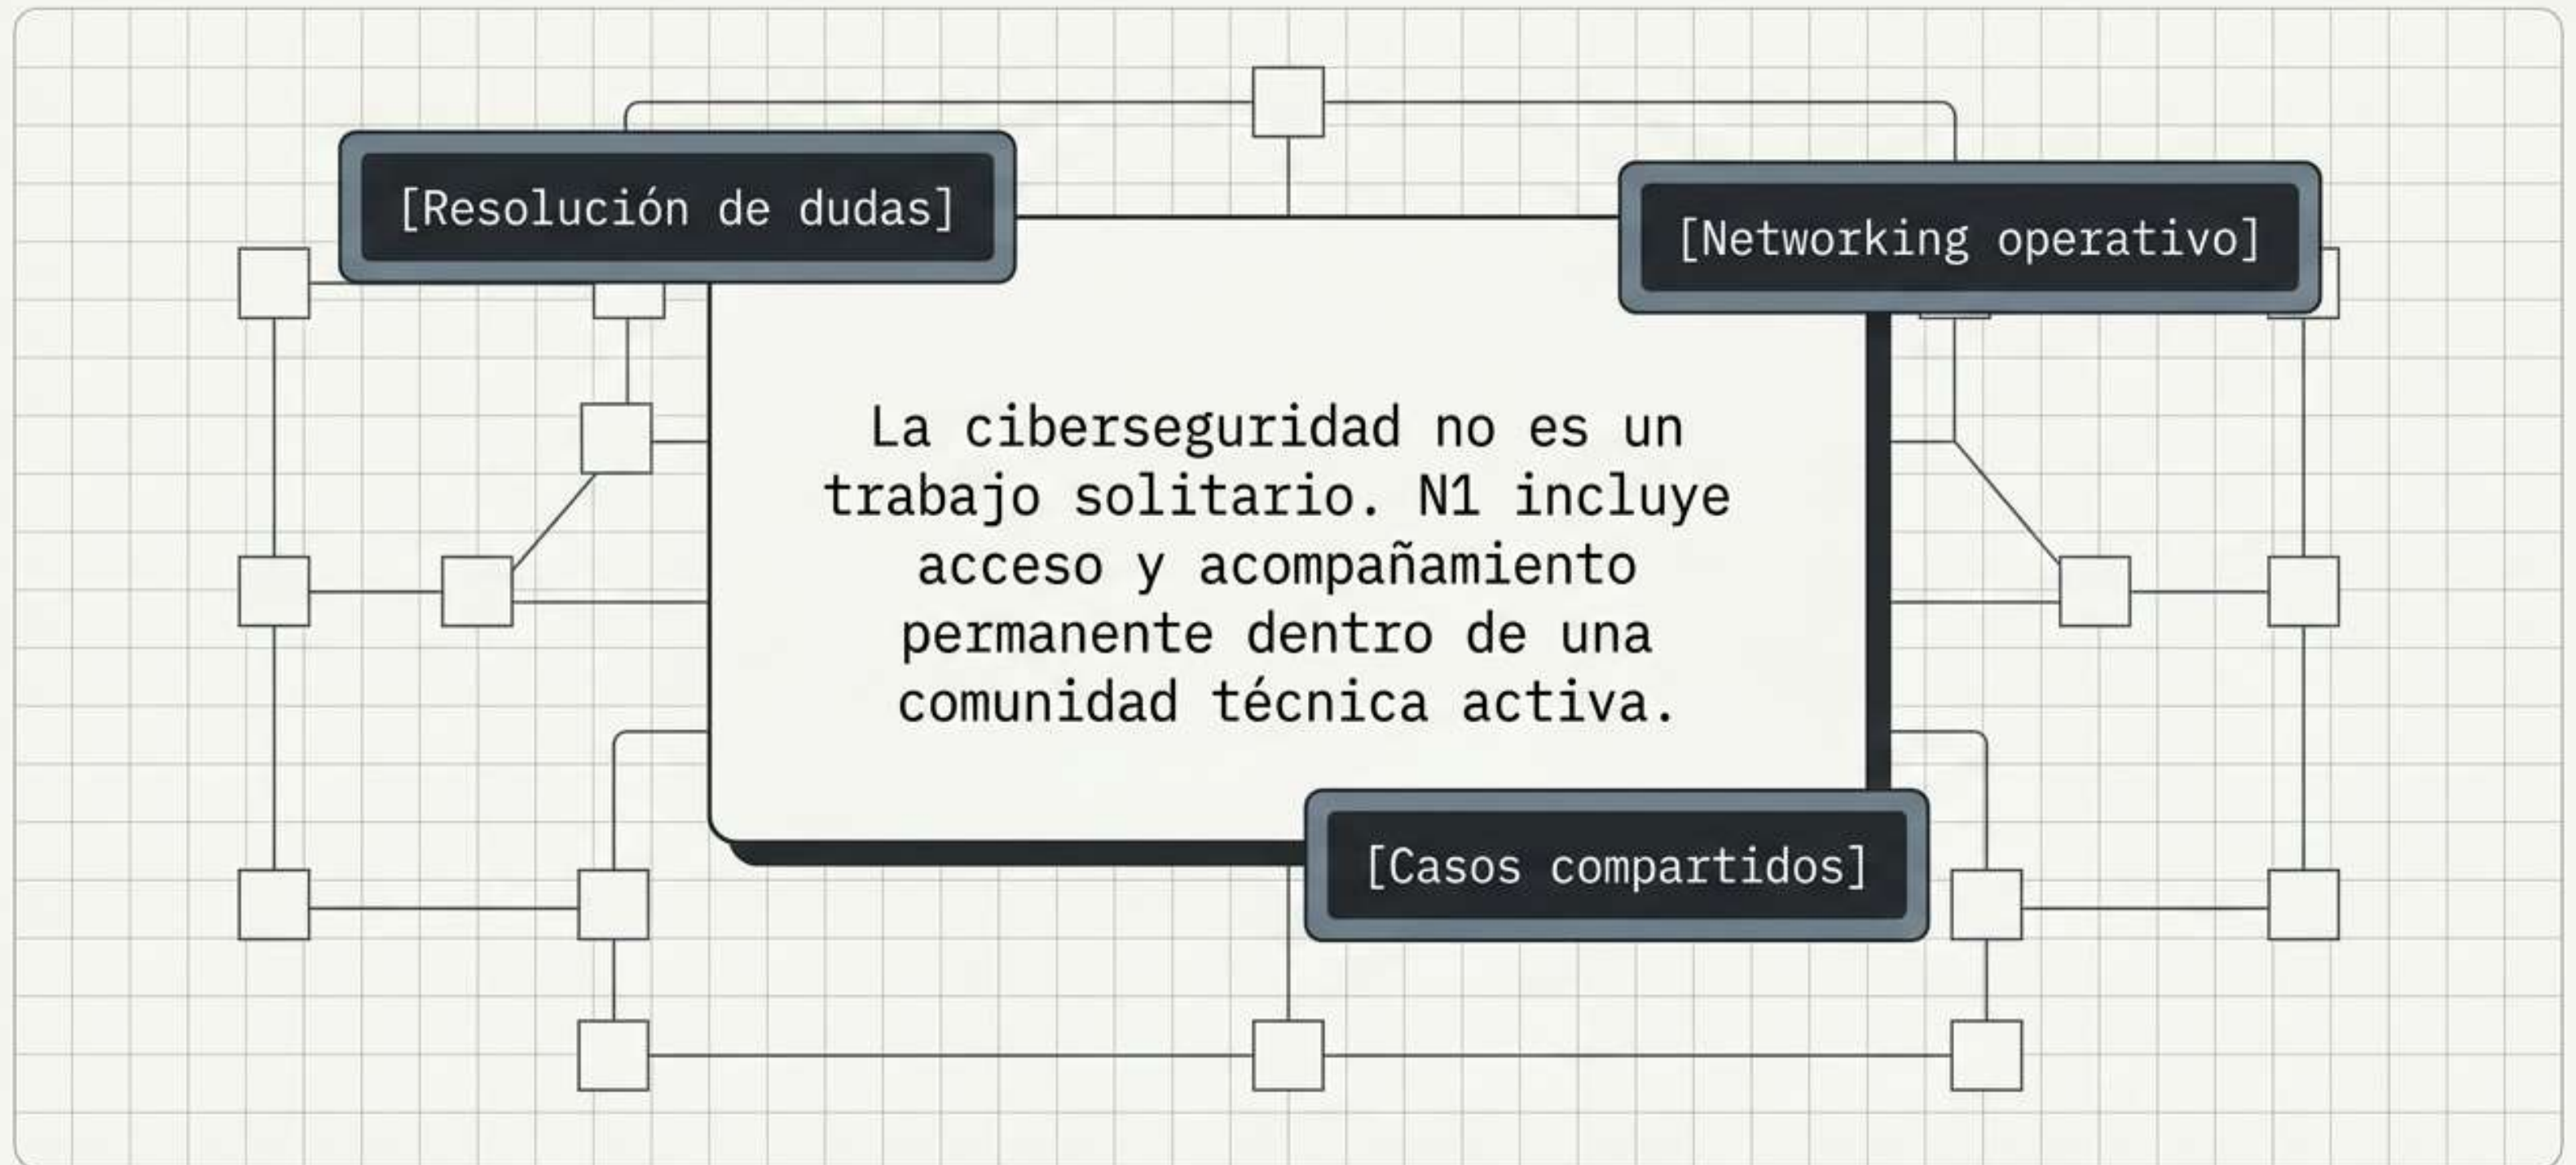 [Resolución de dudas]
[Networking operativo]
La ciberseguridad no es un
trabajo solitario. N1 incluye
acceso y acompañamiento
permanente dentro de una
comunidad técnica activa.
[Casos compartidos]